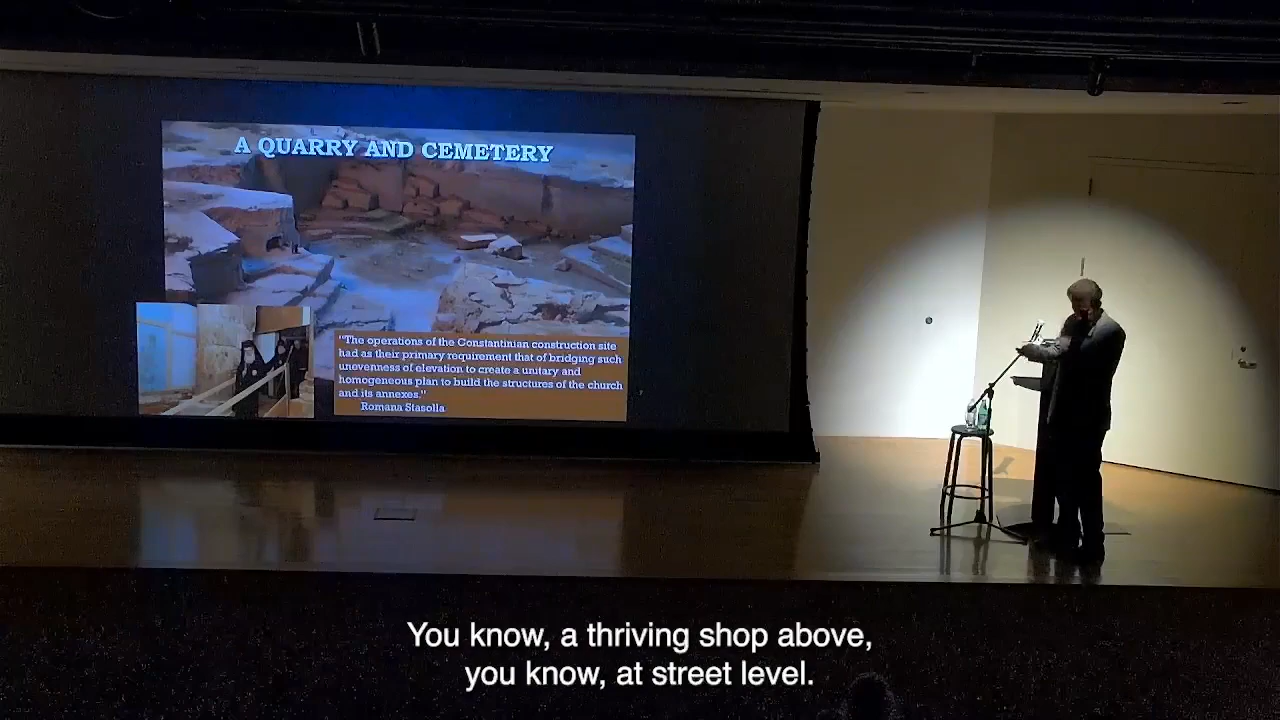 A QUARRY AND CEMETERY
"The operations of the Constantinian construction site
had as their primary requirement that of bridging such
unevenness of elevation to create a unitary and
homogeneous plan to build the structures of the church
and its annexes."
Romana Stasolla
You know, a thriving shop above,
you know, at street level.